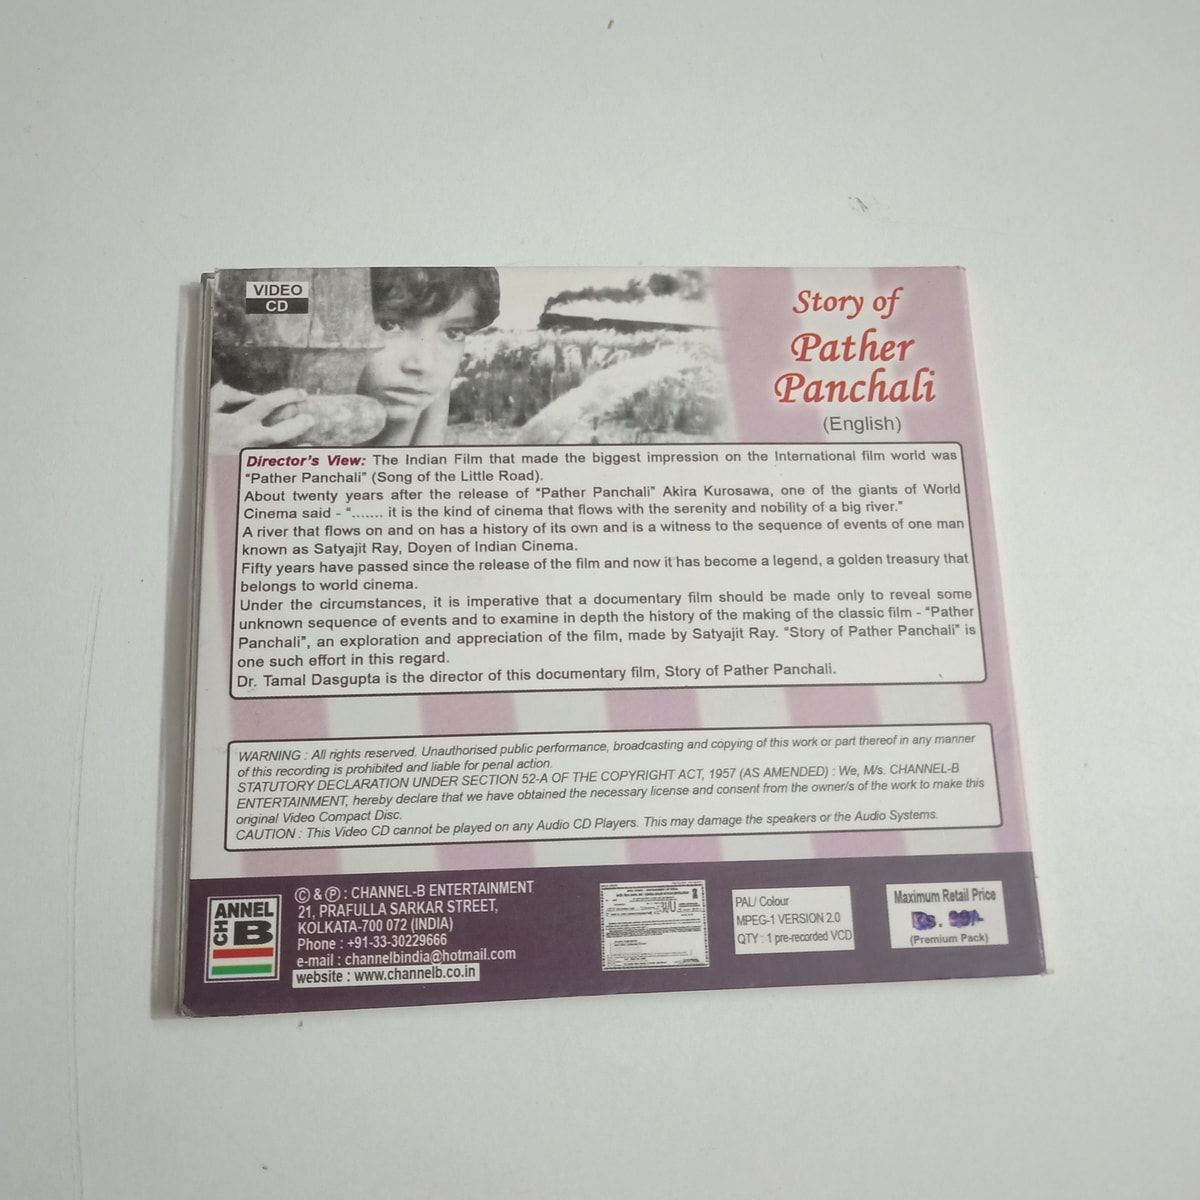 VIDEO
CD
Story of
Pather
Panchali
(English)
Director's View: The Indian Film that made the biggest impression on the International film world was
“Pather Panchali” (Song of the Little Road).
About twenty years after the release of “Pather Panchali” Akira Kurosawa, one of the giants of World
Cinema said - “....... it is the kind of cinema that flows with the serenity and nobility of a big river.”
A river that flows on and on has a history of its own and is a witness to the sequence of events of one man
known as Satyajit Ray, Doyen of Indian Cinema.
Fifty years have passed since the release of the film and now it has become a legend, a golden treasury that
belongs to world cinema.
Under the circumstances, it is imperative that a documentary film should be made only to reveal some
unknown sequence of events and to examine in depth the history of the making of the classic film - “Pather
Panchali”, an exploration and appreciation of the film, made by Satyajit Ray. “Story of Pather Panchali” is
one such effort in this regard.
Dr. Tamal Dasgupta is the director of this documentary film, Story of Pather Panchali.
WARNING : All rights reserved. Unauthorised public performance, broadcasting and copying of this work or part thereof in any manner
of this recording is prohibited and liable for penal action.
STATUTORY DECLARATION UNDER SECTION 52-A OF THE COPYRIGHT ACT, 1957 (AS AMENDED) : We, M/s. CHANNEL-B
ENTERTAINMENT, hereby declare that we have obtained the necessary license and consent from the owner/s of the work to make this
original Video Compact Disc.
CAUTION : This Video CD cannot be played on any Audio CD Players. This may damage the speakers or the Audio Systems.
CHANNEL
B
© & ℗ : CHANNEL-B ENTERTAINMENT
21, PRAFULLA SARKAR STREET,
KOLKATA-700 072 (INDIA)
Phone : +91-33-30229666
e-mail : channelbindia@hotmail.com
website : www.channelb.co.in
PAL/ Colour
MPEG-1 VERSION 2.0
QTY : 1 pre-recorded VCD
Maximum Retail Price
Rs. 99/-
(Premium Pack)